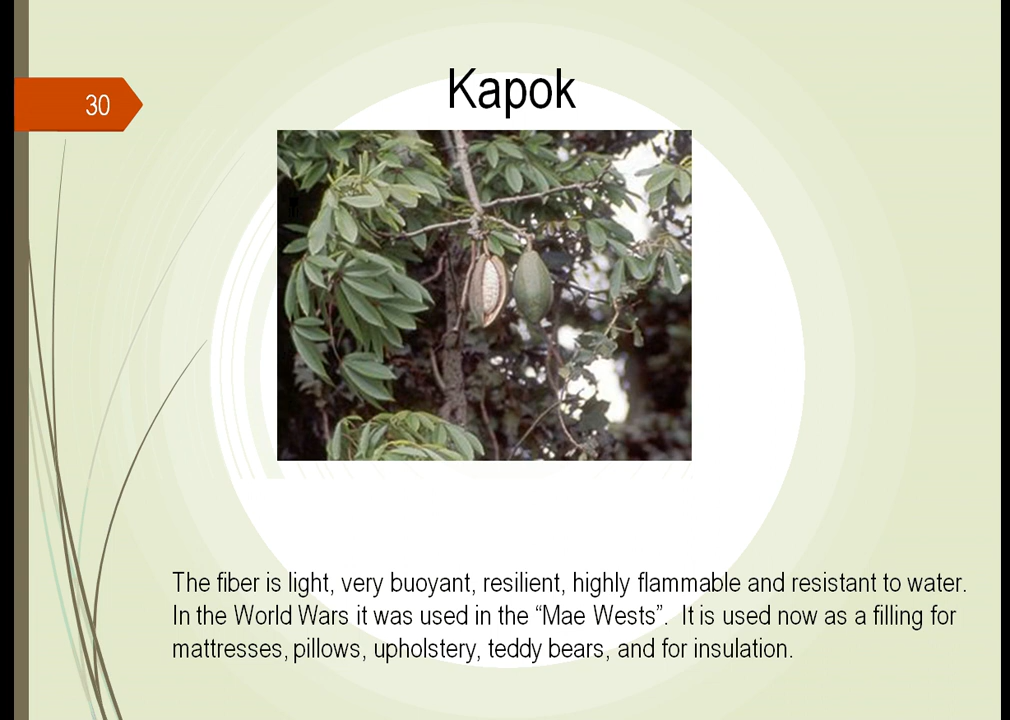 30
Kapok
The fiber is light, very buoyant, resilient, highly flammable and resistant to water.
In the World Wars it was used in the “Mae Wests”.  It is used now as a filling for
mattresses, pillows, upholstery, teddy bears, and for insulation.